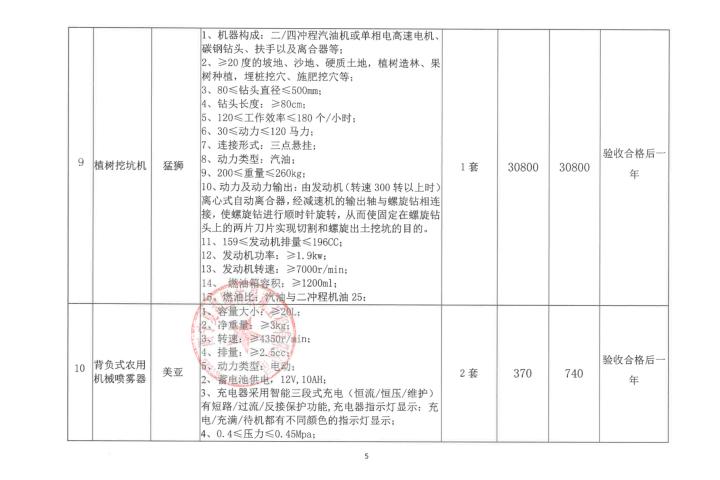 1、机器构成：二/四冲程汽油机或单相电高速电机、
碳钢钻头、扶手以及离合器等；
2、≥20度的坡地、沙地、硬质土地，植树造林、果
树种植，埋桩挖穴、施肥挖穴等；
3、80≤钻头直径≤500mm；
4、钻头长度：≥80cm；
5、120≤工作效率≤180个/小时；
6、30≤动力≤120马力；
7、连接形式：三点悬挂；
8、动力类型：汽油；
9、200≤重量≤260kg；
10、动力及动力输出：由发动机（转速300转以上时）
离心式自动离合器，经减速机的输出轴与螺旋钻相连
接，使螺旋钻进行顺时针旋转，从而使固定在螺旋钻
头上的两片刀片实现切割和螺旋出土挖坑的目的。
11、159≤发动机排量≤196CC；
12、发动机功率：≥1.9kw；
13、发动机转速：≥7000r/min；
14、 燃油箱容积：≥1200ml；
15、燃油比：汽油与二冲程机油25：
9 植树挖坑机 猛狮 1套 30800 30800 验收合格后一
年
1、容量大小：≥20L；
2、净重量：≥3kg；
3、转速：≥4350r/min；
4、排量：≥2.5cc；
5、动力类型：电动；
2、蓄电池供电，12V,10AH；
3、充电器采用智能三段式充电（恒流/恒压/维护）
有短路/过流/反接保护功能,充电器指示灯显示：充
电/充满/待机都有不同颜色的指示灯显示；
4、0.4≤压力≤0.45Mpa；
10 背负式农用
机械喷雾器 美亚 2套 370 740 验收合格后一
年
5